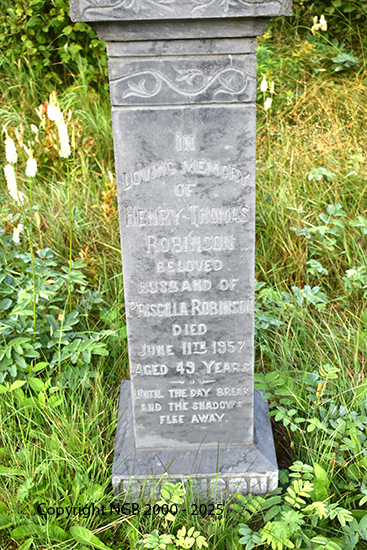 IN
LOVING MEMORY
OF
HENRY THOMAS
ROBINSON
BELOVED
HUSBAND OF
PRISCILLA ROBINSON
DIED
JUNE 11TH 1957
AGED 49 YEARS
UNTIL THE DAY BREAK
AND THE SHADOWS
FLEE AWAY
Copyright NGB 2000 - 2025